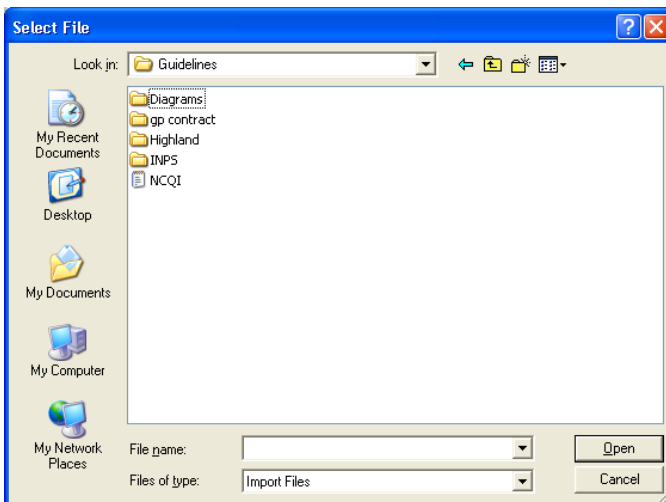 Select File
Look in:
Guidelines
Diagrams
gp contract
Highland
INPS
NCQI
My Recent
Documents
Desktop
My Documents
My Computer
My Network
Places
File name:
Open
Files of type:
Import Files
Cancel